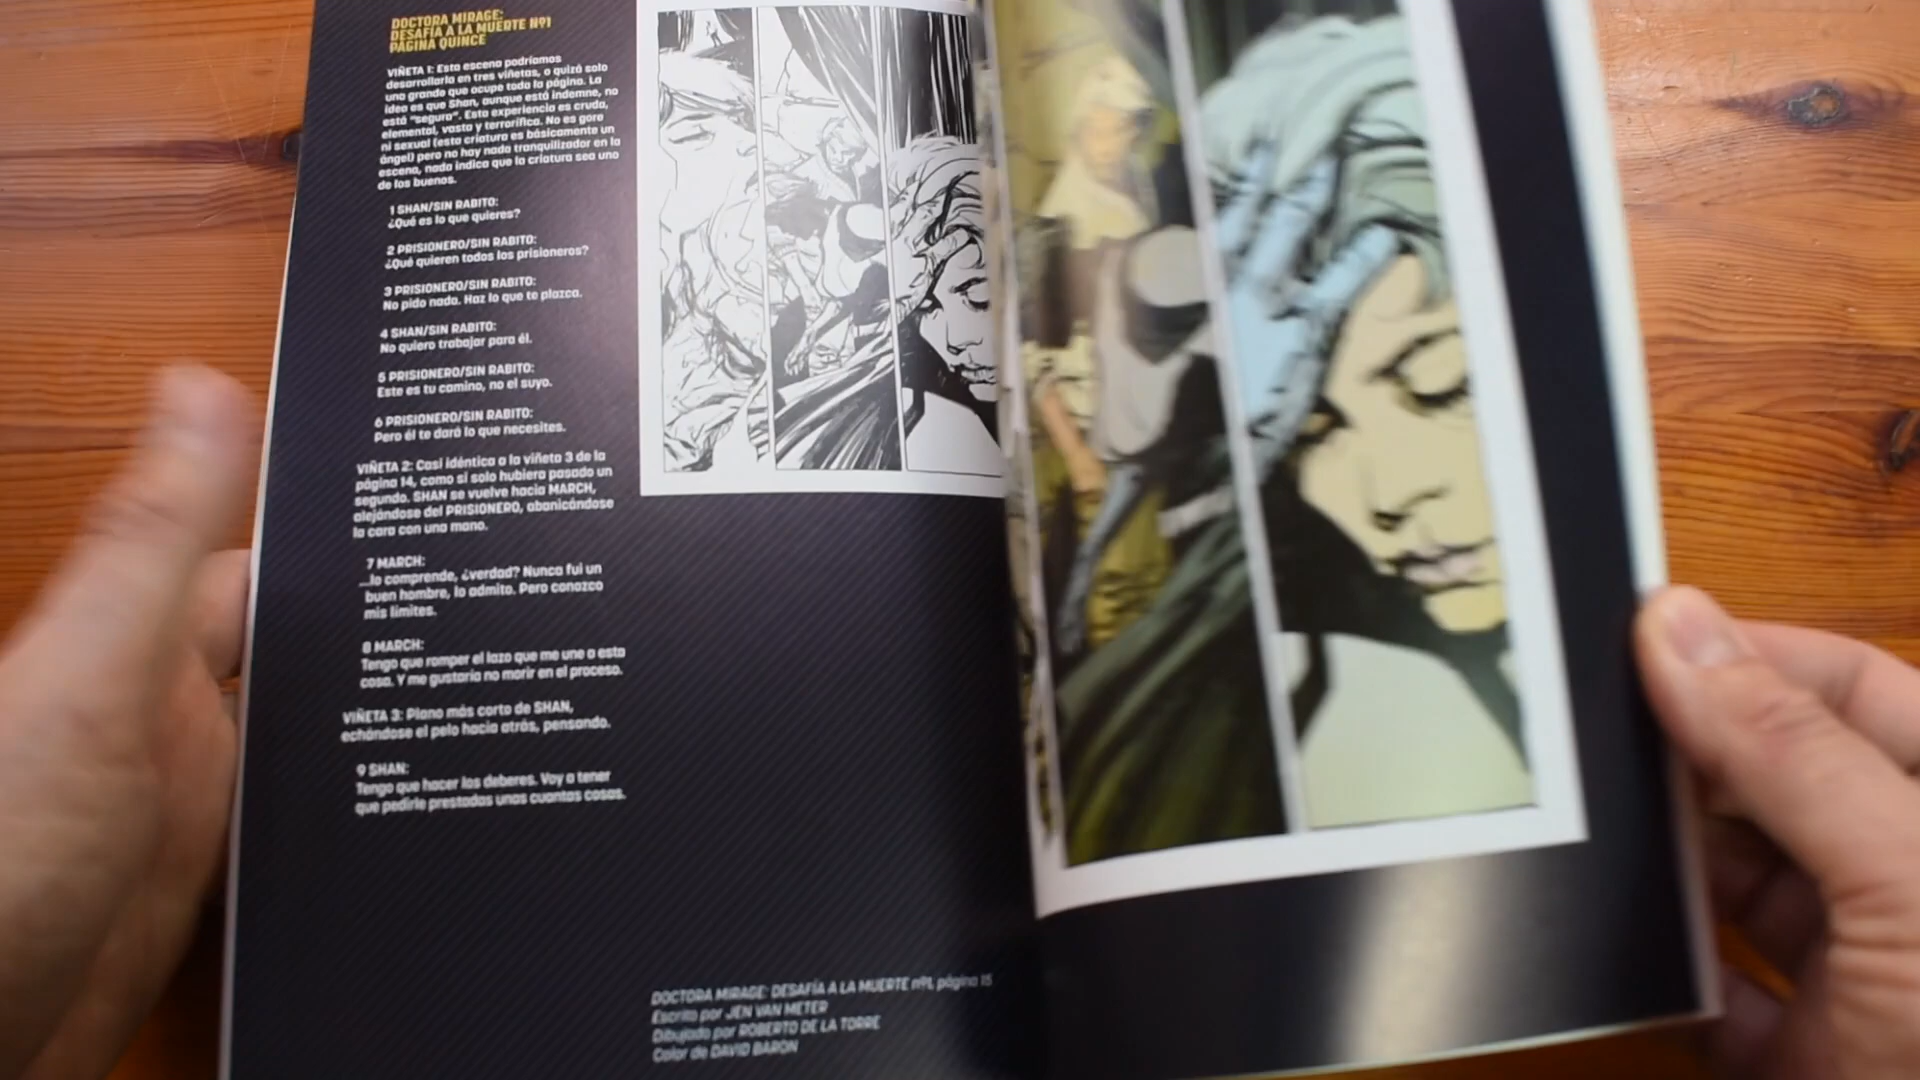 DOCTORA MIRAGE:
DESAFÍA A LA MUERTE Nº1
PÁGINA QUINCE
VIÑETA 1: Esta escena podríamos
desarrollarla en tres viñetas, o quizá solo
una grande que ocupe toda la página. La
idea es que Shan, aunque está indemne, no
está "segura". Esta experiencia es cruda,
elemental, vasta y terrorífica. No es gore
ni sexual (esta criatura es básicamente un
ángel) pero no hay nada tranquilizador en la
escena, nada indica que la criatura sea uno
de los buenos.
1 SHAN/SIN RABITO:
¿Qué es lo que quieres?
2 PRISIONERO/SIN RABITO:
¿Qué quieren todos los prisioneros?
3 PRISIONERO/SIN RABITO:
No pido nada. Haz lo que te plazca.
4 SHAN/SIN RABITO:
No quiero trabajar para él.
5 PRISIONERO/SIN RABITO:
Este es tu camino, no el suyo.
6 PRISIONERO/SIN RABITO:
Pero él te dará lo que necesites.
VIÑETA 2: Casi idéntica a la viñeta 3 de la
página 14, como si solo hubiera pasado un
segundo. SHAN se vuelve hacia MARCH,
alejándose del PRISIONERO, abanicándose
la cara con una mano.
7 MARCH:
...lo comprende, ¿verdad? Nunca fui un
buen hombre, lo admito. Pero conozco
mis límites.
8 MARCH:
Tengo que romper el lazo que me une a esta
cosa. Y me gustaría no morir en el proceso.
VIÑETA 3: Plano más corto de SHAN,
echándose el pelo hacia atrás, pensando.
9 SHAN:
Tengo que hacer los deberes. Voy a tener
que pedirle prestadas unas cuantas cosas.
DOCTORA MIRAGE: DESAFÍA A LA MUERTE nº1, página 15
Escrito por JEN VAN METER
Dibujado por ROBERTO DE LA TORRE
Color de DAVID BARON